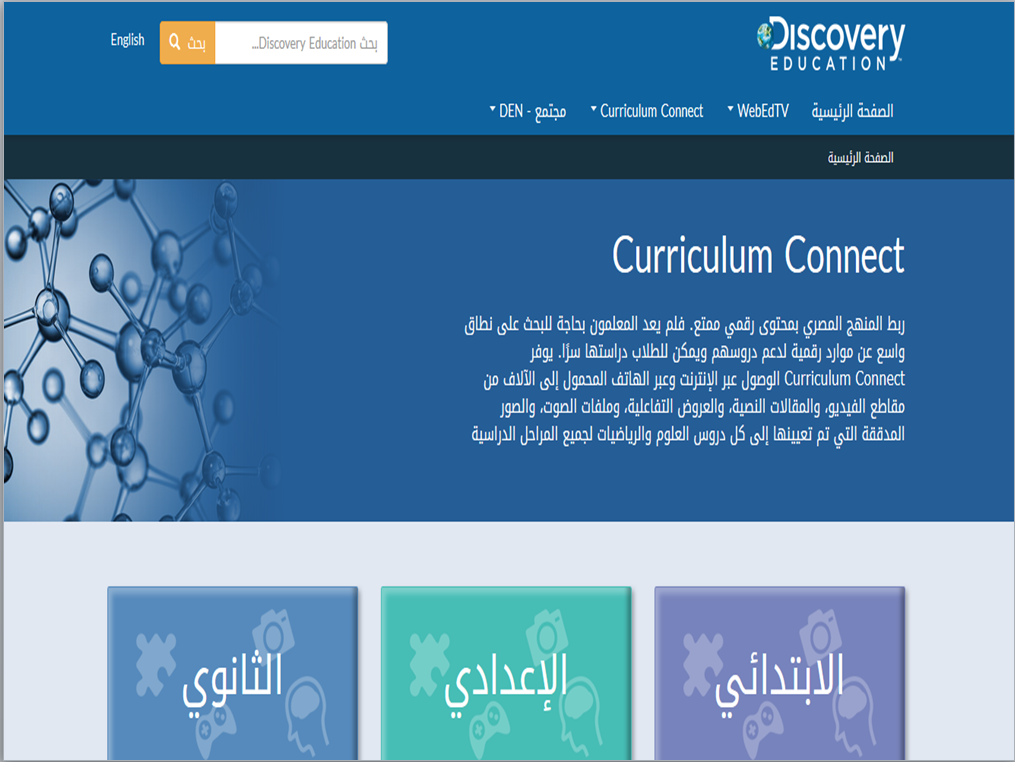 Discovery
EDUCATION
بحث Discovery Education...
بحث
English
الصفحة الرئيسية
WebEdTV
Curriculum Connect
مجتمع - DEN
الصفحة الرئيسية
Curriculum Connect
ربط المنهج المصري بمحتوى رقمي ممتع. فلم يعد المعلمون بحاجة للبحث على نطاق
واسع عن موارد رقمية لدعم دروسهم ويمكن للطلاب دراستها سرًا. يوفر
Curriculum Connect الوصول عبر الإنترنت وعبر الهاتف المحمول إلى الآلاف من
مقاطع الفيديو، والمقالات النصية، والعروض التفاعلية، وملفات الصوت، والصور
المدققة التي تم تعيينها إلى كل دروس العلوم والرياضيات لجميع المراحل الدراسية
الابتدائي
الإعدادي
الثانوي